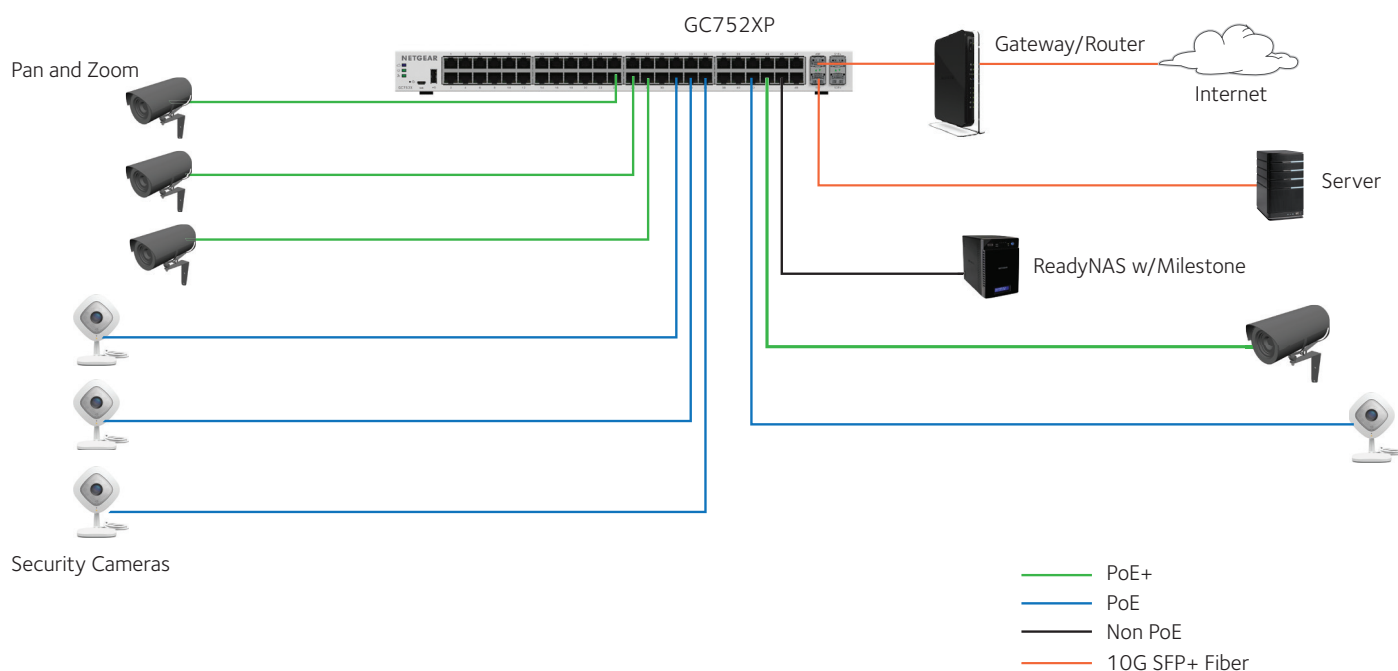 GC752XP
NETGEAR
Gateway/Router
Pan and Zoom
Internet
Server
ReadyNAS w/Milestone
Security Cameras
PoE+
PoE
Non PoE
10G SFP+ Fiber